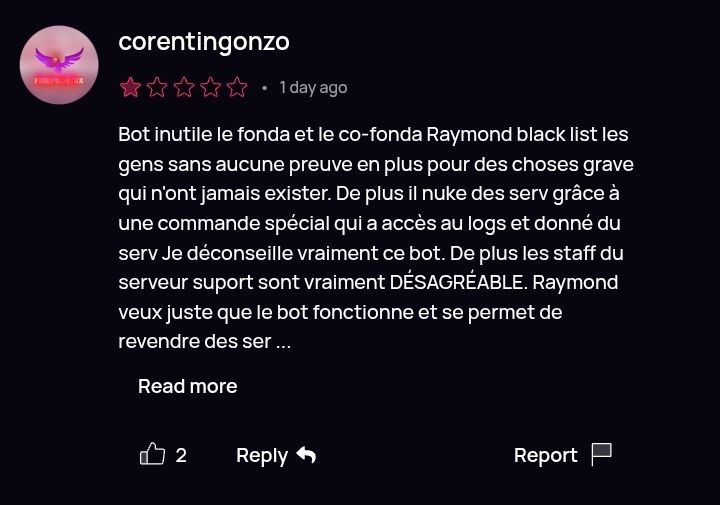 corentingonzo
FIREPHOENIX
• 1 day ago
Bot inutile le fonda et le co-fonda Raymond black list les
gens sans aucune preuve en plus pour des choses grave
qui n'ont jamais exister. De plus il nuke des serv grâce à
une commande spécial qui a accès au logs et donné du
serv Je déconseille vraiment ce bot. De plus les staff du
serveur suport sont vraiment DÉSAGRÉABLE. Raymond
veux juste que le bot fonctionne et se permet de
revendre des ser ...
Read more
2 Reply Report